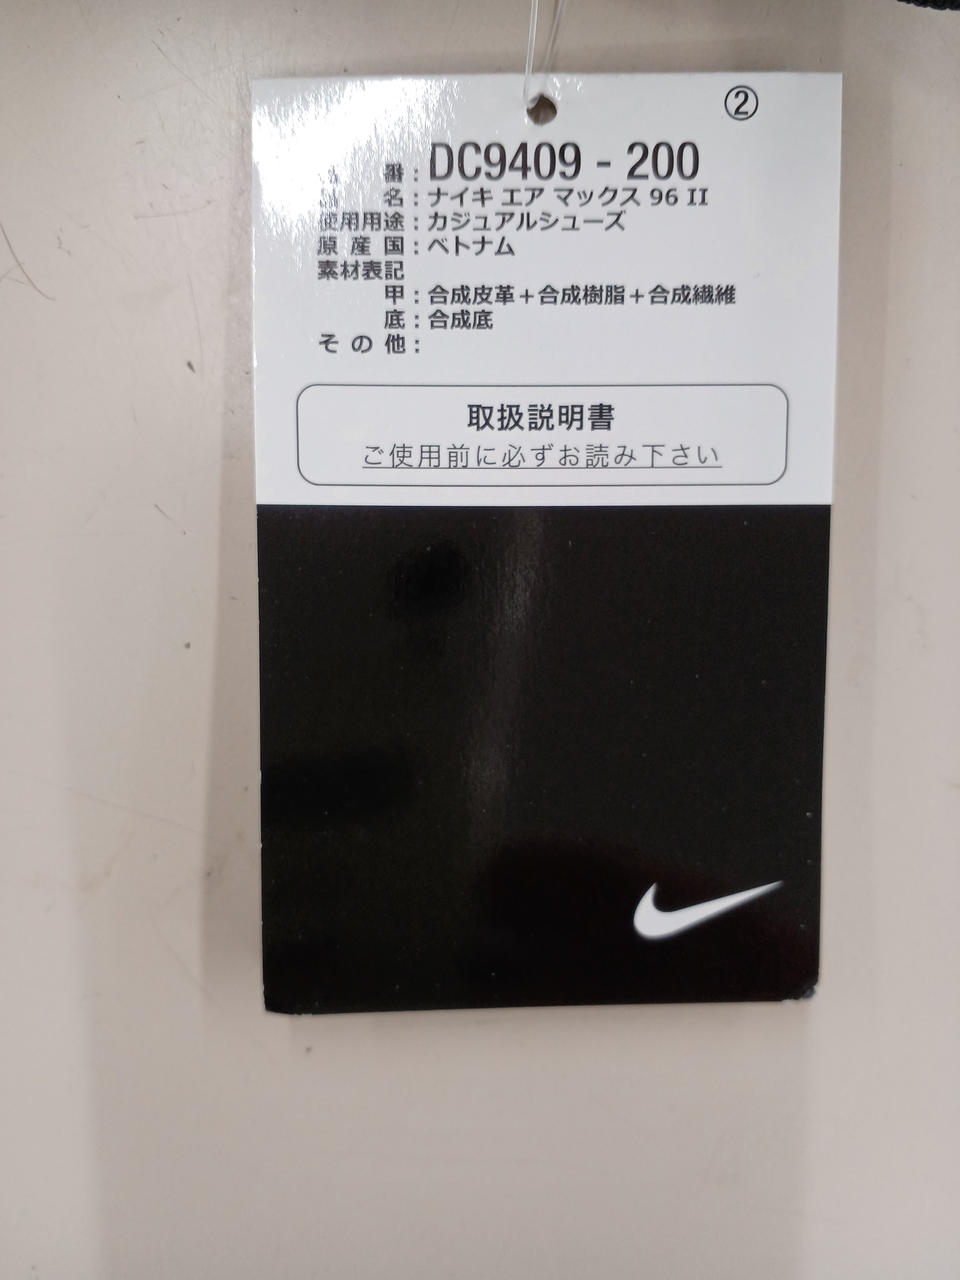 ②
番：DC9409 - 200
名：ナイキ エア マックス 96 II
使用用途：カジュアルシューズ
原産国：ベトナム
素材表記
甲：合成皮革＋合成樹脂＋合成繊維
底：合成底
その他：
取扱説明書
ご使用前に必ずお読み下さい